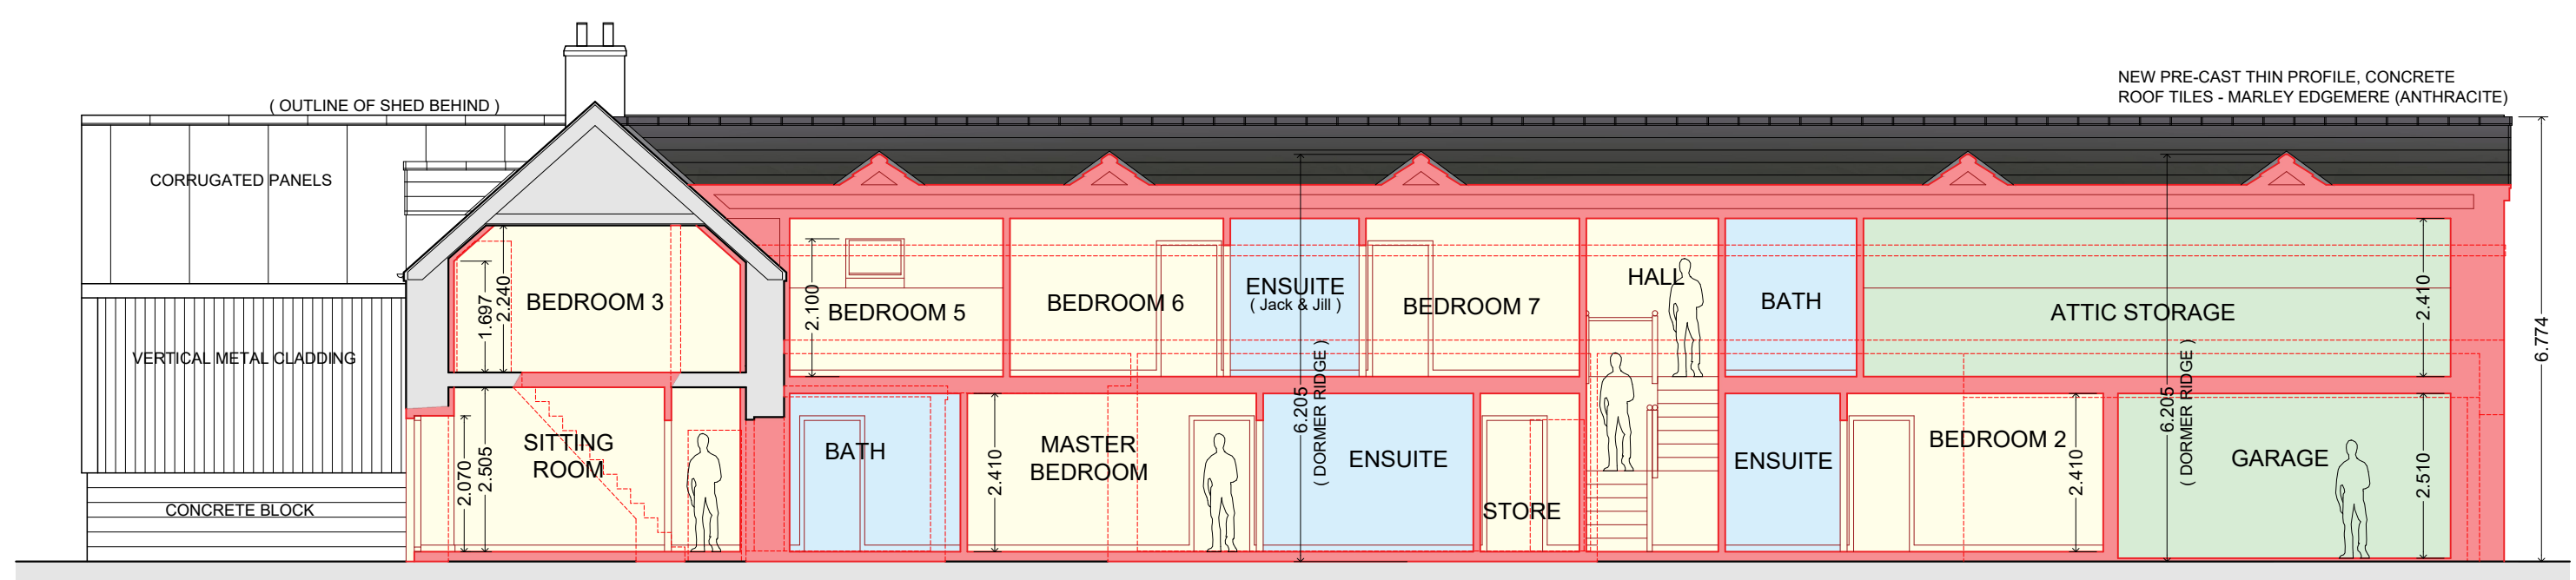 NEW PRE-CAST THIN PROFILE, CONCRETE
ROOF TILES - MARLEY EDGEMERE (ANTHRACITE)
( OUTLINE OF SHED BEHIND )
CORRUGATED PANELS
VERTICAL METAL CLADDING
CONCRETE BLOCK
BEDROOM 3
1.697
2.240
2.100
BEDROOM 5
BEDROOM 6
ENSUITE
( Jack & Jill )
BEDROOM 7
HALL
BATH
ATTIC STORAGE
2.410
6.774
SITTING
ROOM
2.070
2.505
BATH
MASTER
BEDROOM
2.410
6.205
( DORMER RIDGE )
ENSUITE
STORE
ENSUITE
BEDROOM 2
2.410
6.205
( DORMER RIDGE )
GARAGE
2.510